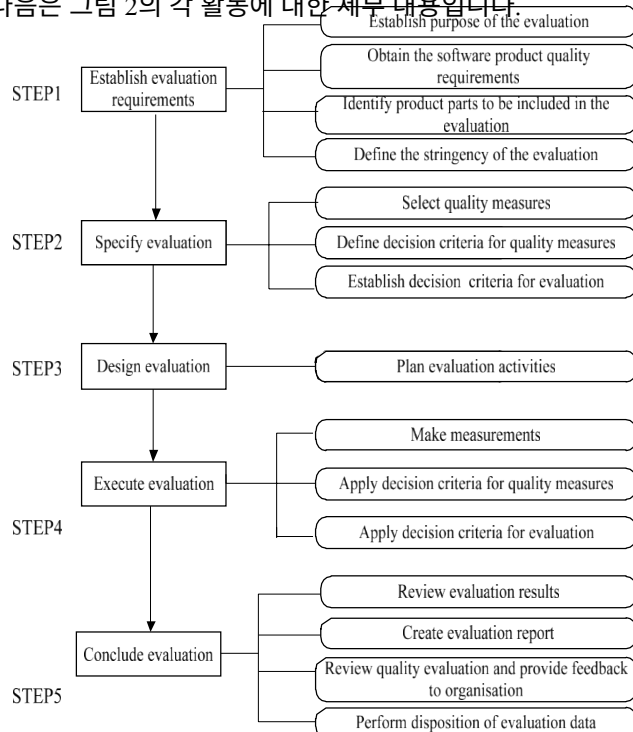 다음은 그림 2의 각 활동에 대한 세부 내용입니다.
STEP1
Establish evaluation
requirements
Establish purpose of the evaluation
Obtain the software product quality
requirements
Identify product parts to be included in the
evaluation
Define the stringency of the evaluation
STEP2
Specify evaluation
Select quality measures
Define decision criteria for quality measures
Establish decision criteria for evaluation
STEP3
Design evaluation
Plan evaluation activities
STEP4
Execute evaluation
Make measurements
Apply decision criteria for quality measures
Apply decision criteria for evaluation
STEP5
Conclude evaluation
Review evaluation results
Create evaluation report
Review quality evaluation and provide feedback
to organisation
Perform disposition of evaluation data